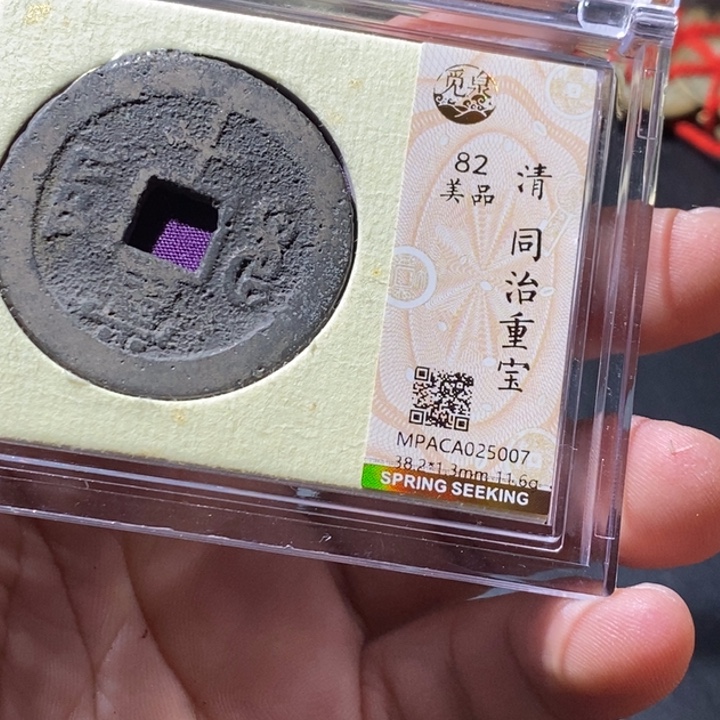 觅泉
82
美品
清
同治重宝
MPACA025007
38.2*1.3mm 11.6g
SPRING SEEKING